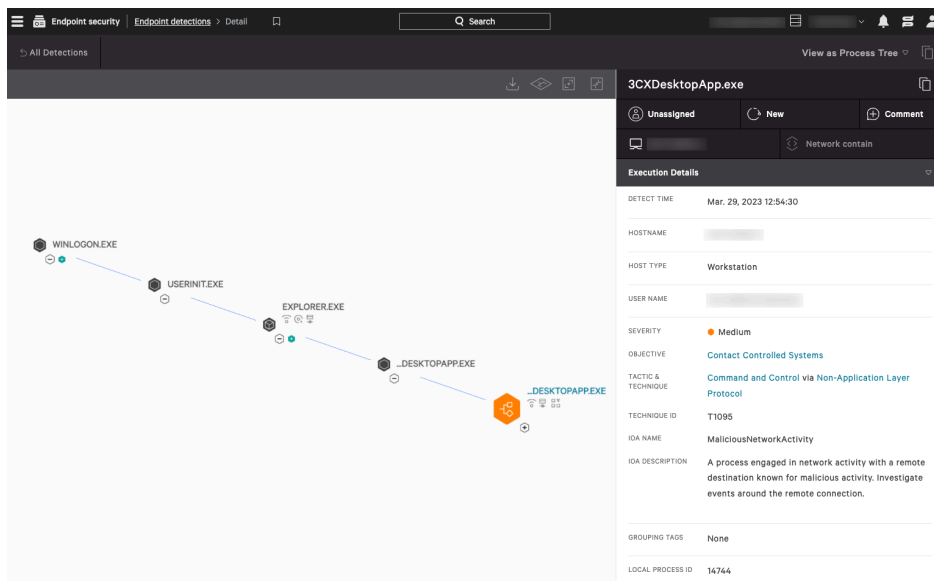 Endpoint security
Endpoint detections > Detail
Search
All Detections
View as Process Tree
WINLOGON.EXE
USERINIT.EXE
EXPLORER.EXE
...DESKTOPAPP.EXE
...DESKTOPAPP.EXE
3CXDesktopApp.exe
Unassigned
New
Comment
Network contain
Execution Details
DETECT TIME
Mar. 29, 2023 12:54:30
HOSTNAME
HOST TYPE
Workstation
USER NAME
SEVERITY
Medium
OBJECTIVE
Contact Controlled Systems
TACTIC &
TECHNIQUE
Command and Control via Non-Application Layer
Protocol
TECHNIQUE ID
T1095
IOA NAME
MaliciousNetworkActivity
IOA DESCRIPTION
A process engaged in network activity with a remote
destination known for malicious activity. Investigate
events around the remote connection.
GROUPING TAGS
None
LOCAL PROCESS ID
14744